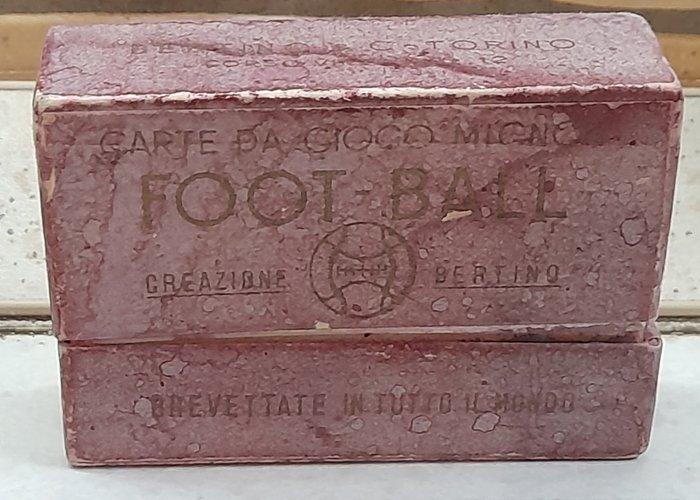 BERTINO & C. TORINO
CARTE DA GIOCO MIGNON
FOOT-BALL
CREAZIONE BERTINO
BREVETTATE IN TUTTO IL MONDO